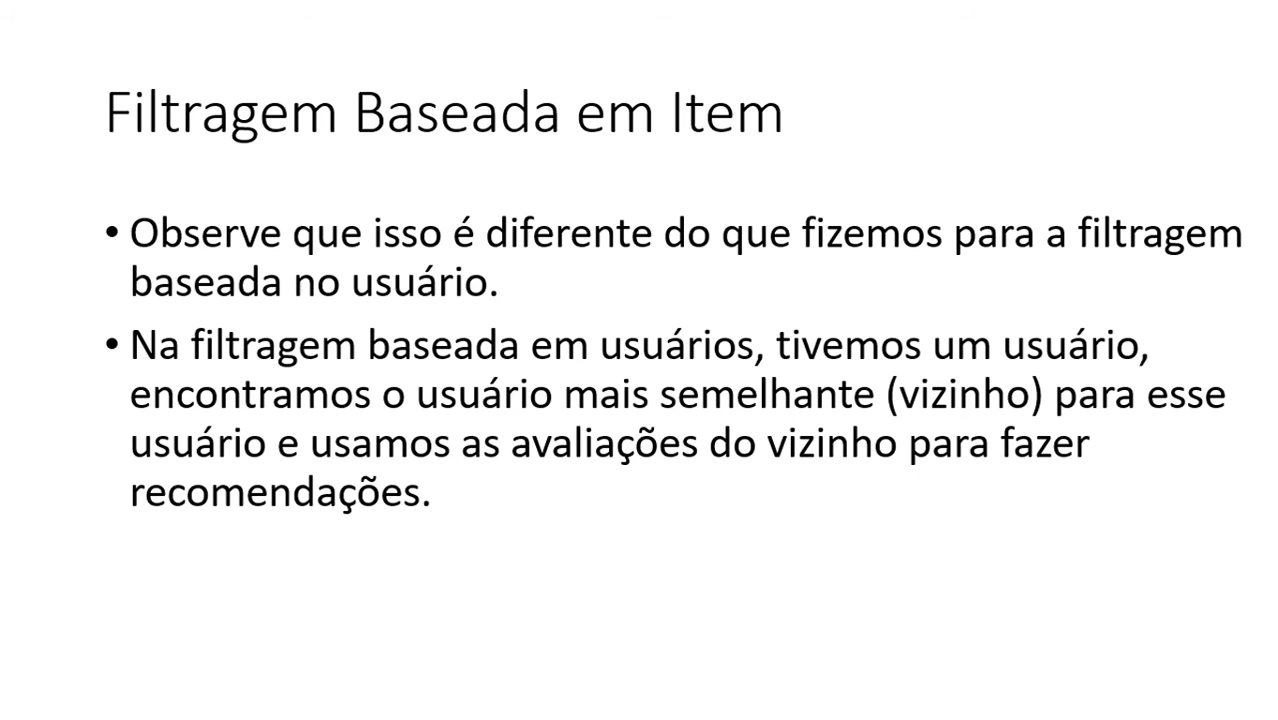 Filtragem Baseada em Item
• Observe que isso é diferente do que fizemos para a filtragem
baseada no usuário.
• Na filtragem baseada em usuários, tivemos um usuário,
encontramos o usuário mais semelhante (vizinho) para esse
usuário e usamos as avaliações do vizinho para fazer
recomendações.